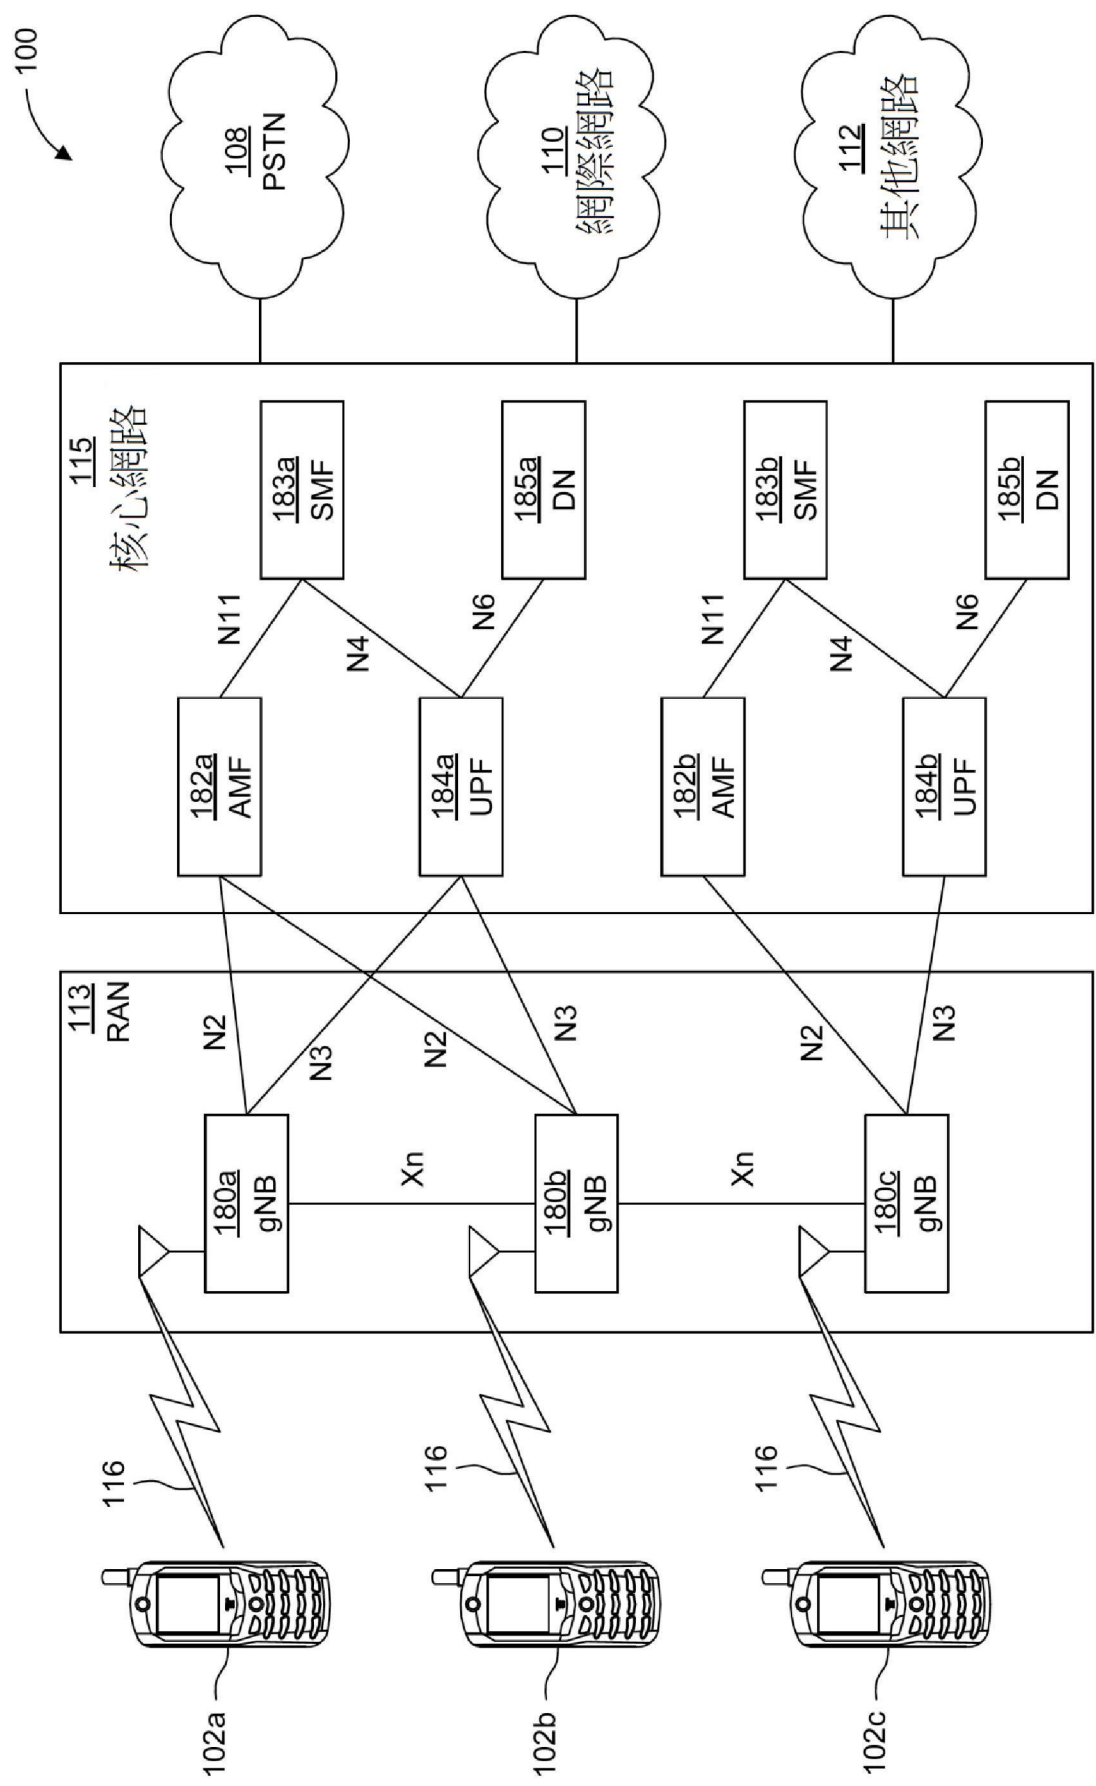 100
108
PSTN
110
網際網路
112
其他網路
115
核心網路
183a
SMF
185a
DN
183b
SMF
185b
DN
N11
N4
N6
N11
N4
N6
182a
AMF
184a
UPF
182b
AMF
184b
UPF
113
RAN
N2
N3
N2
N3
N2
N3
180a
gNB
Xn
180b
gNB
Xn
180c
gNB
116
116
116
102a
102b
102c